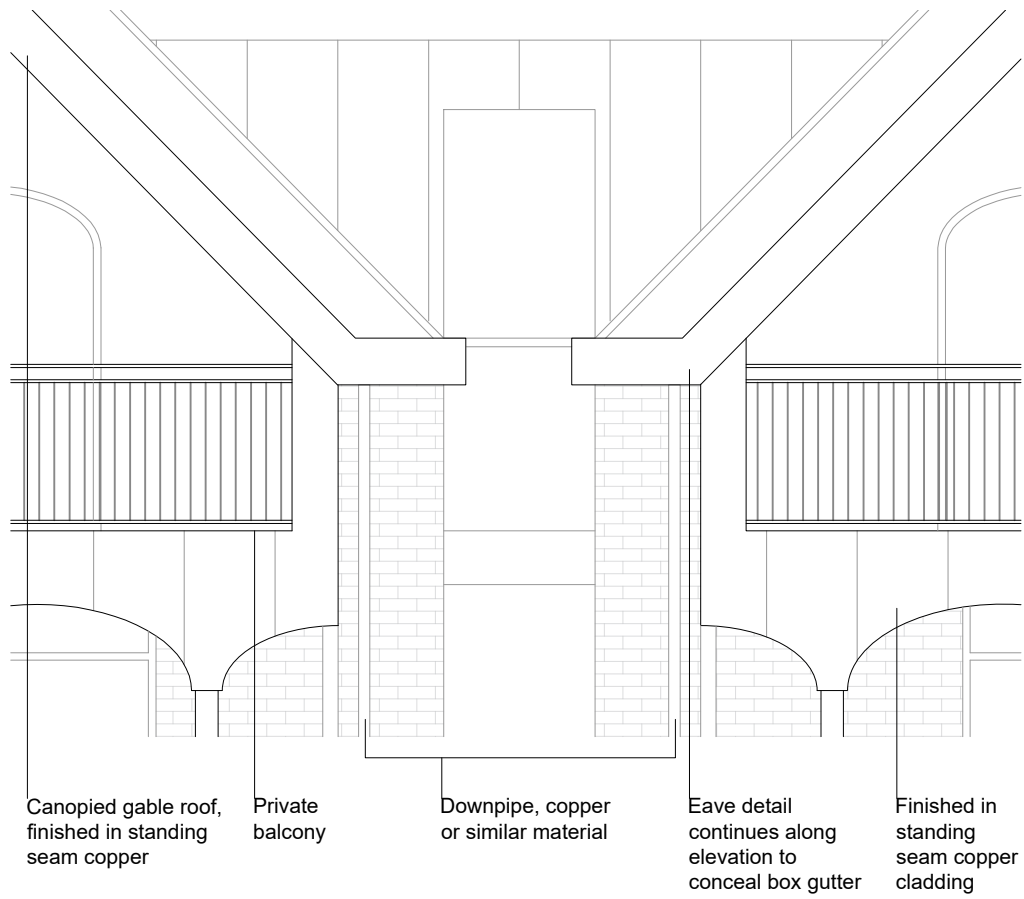 Canopied gable roof,
finished in standing
seam copper
Private
balcony
Downpipe, copper
or similar material
Eave detail
continues along
elevation to
conceal box gutter
Finished in
standing
seam copper
cladding